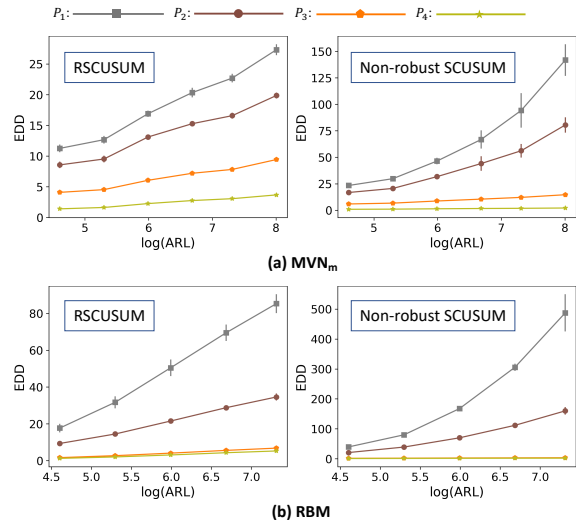 P₁: P₂: P₃: P₄:
RSCUSUM
EDD
25
20
15
10
5
0
5
6
7
8
log(ARL)
Non-robust SCUSUM
EDD
150
125
100
75
50
25
0
5
6
7
8
log(ARL)
(a) MVNₘ
RSCUSUM
EDD
80
60
40
20
0
4.5 5.0 5.5 6.0 6.5 7.0
log(ARL)
Non-robust SCUSUM
EDD
500
400
300
200
100
0
4.5 5.0 5.5 6.0 6.5 7.0
log(ARL)
(b) RBM